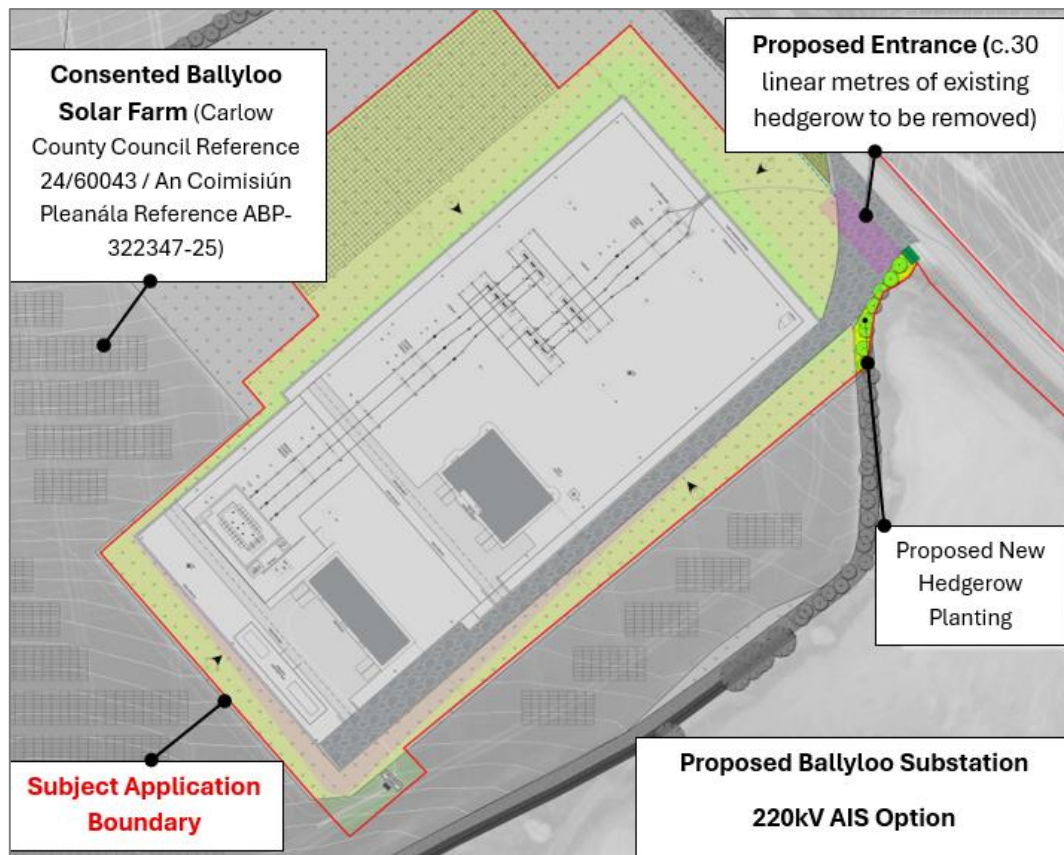 Consented Ballyloo
Solar Farm (Carlow
County Council Reference
24/60043 / An Coimisiún
Pleanála Reference ABP-
322347-25)
Proposed Entrance (c.30
linear metres of existing
hedgerow to be removed)
Proposed New
Hedgerow
Planting
Subject Application
Boundary
Proposed Ballyloo Substation
220kV AIS Option